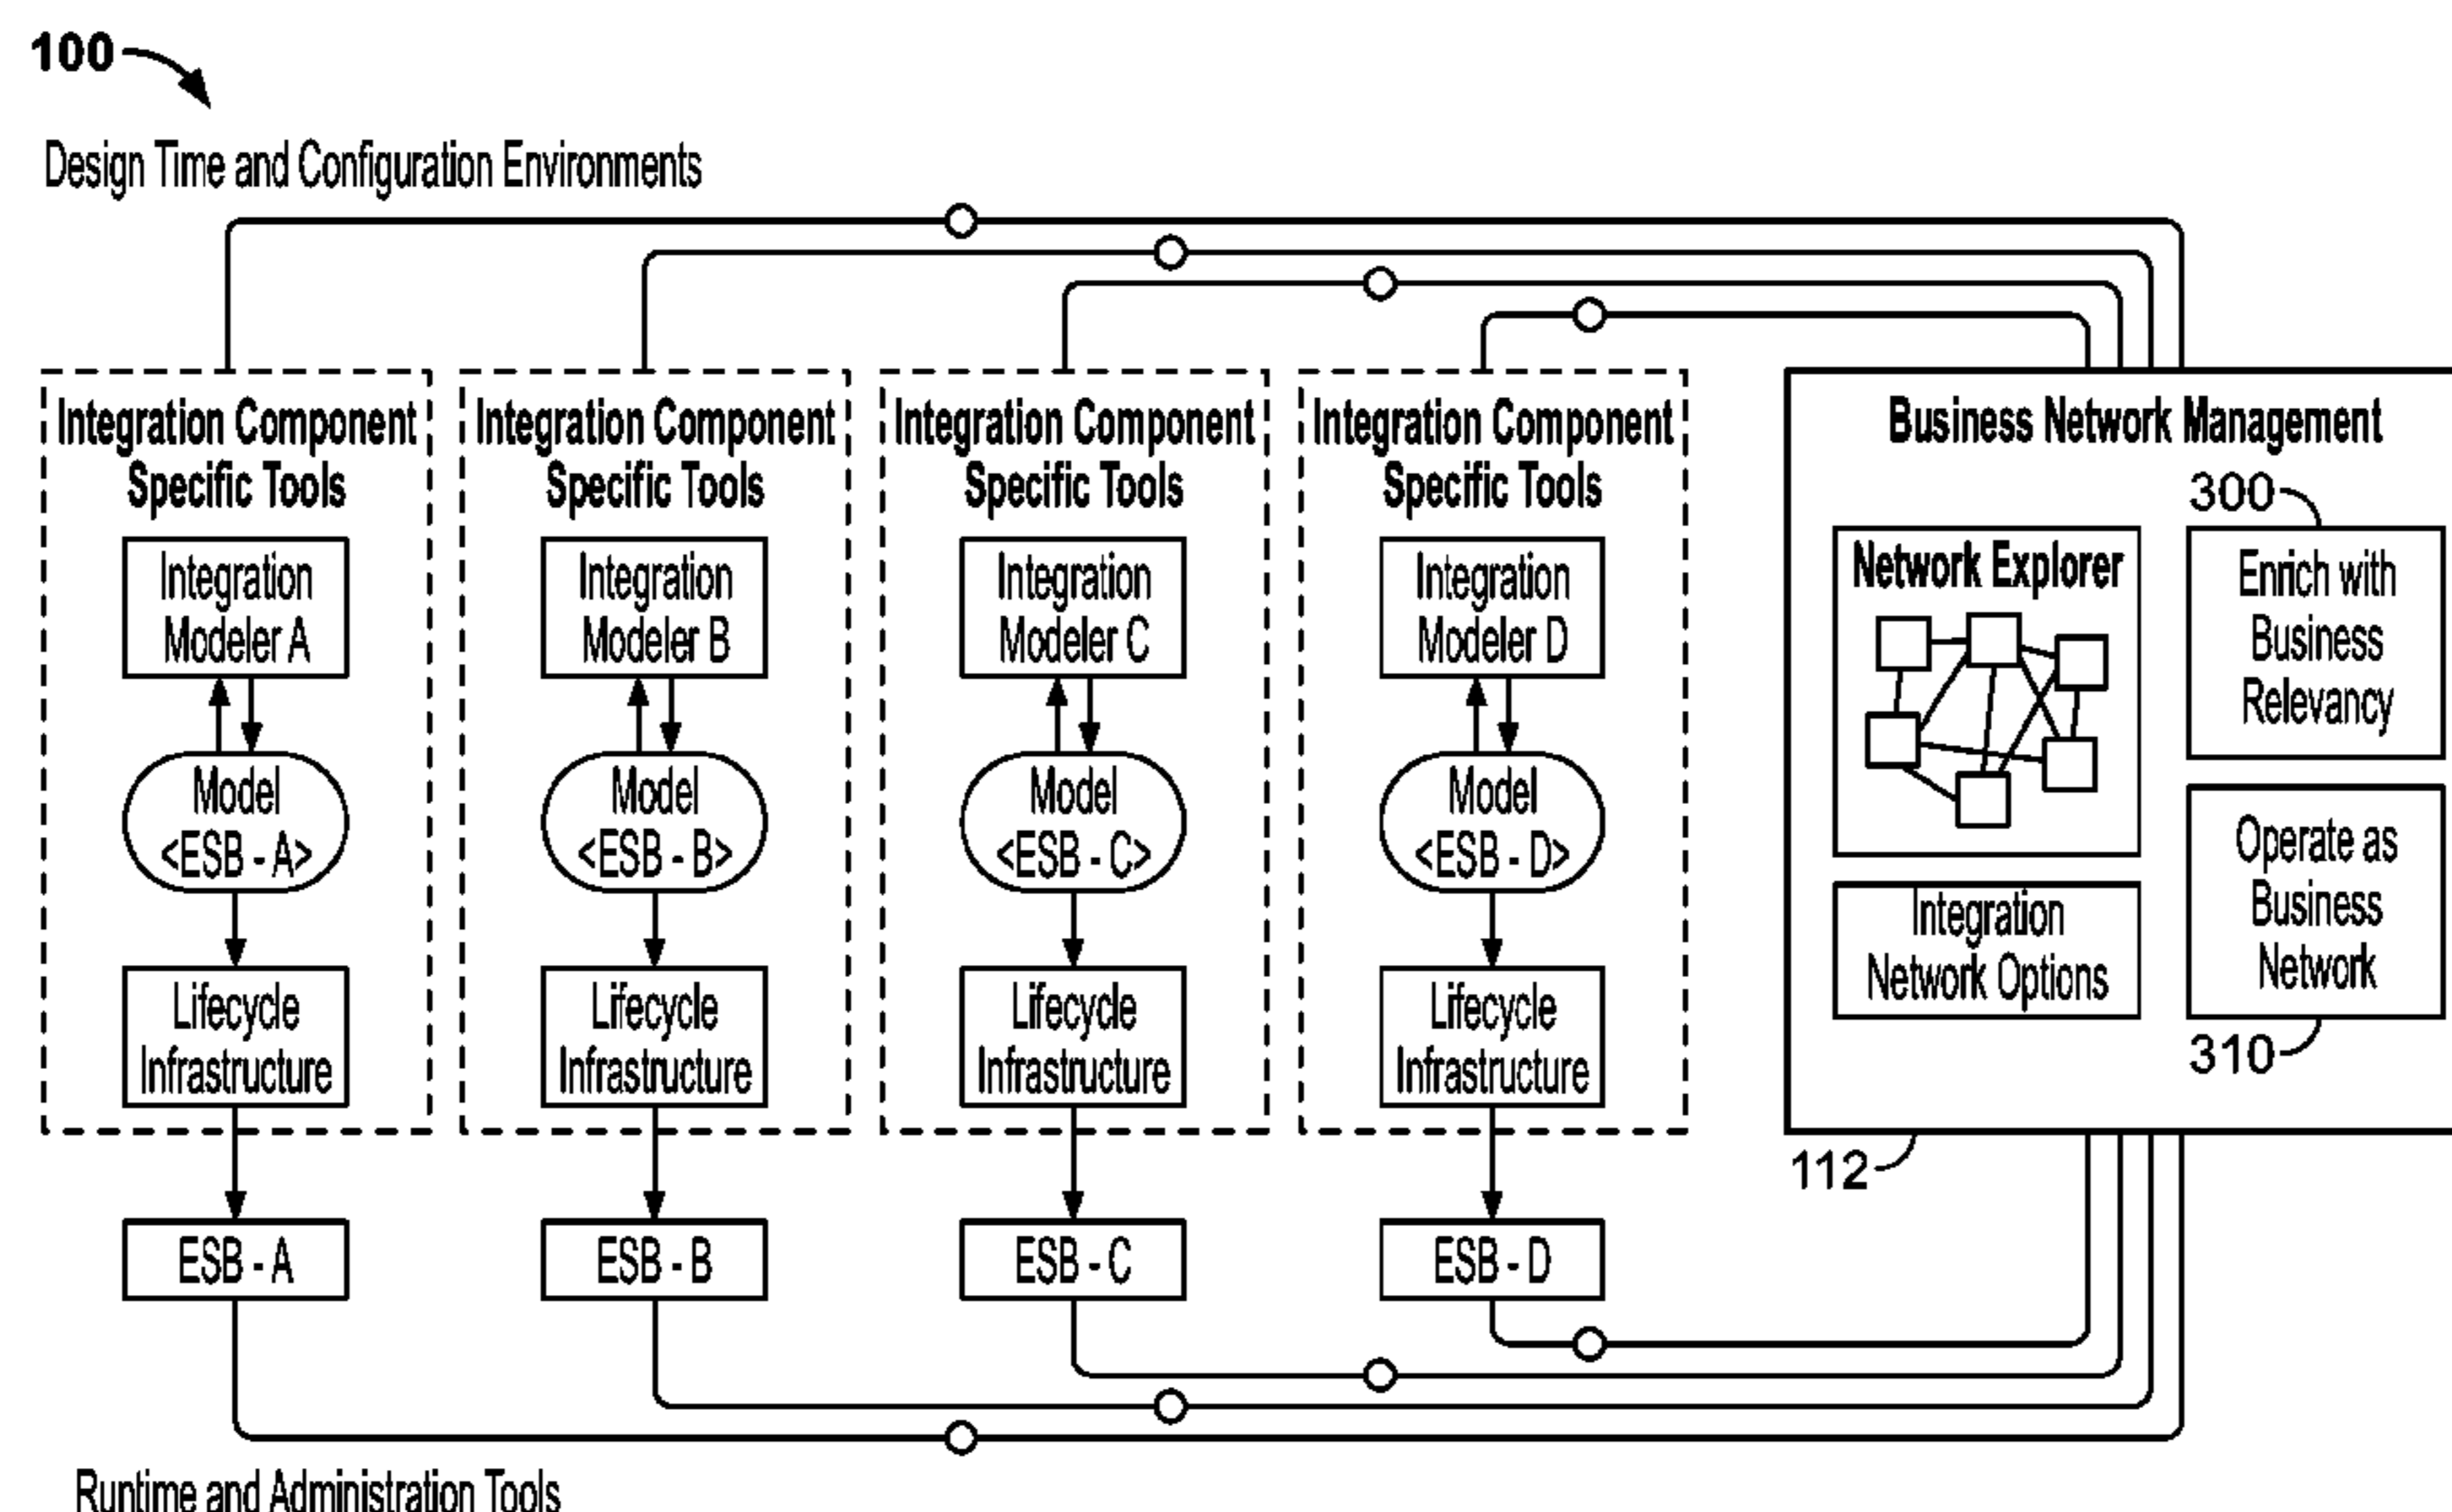 100
Design Time and Configuration Environments
Integration Component
Specific Tools
Integration
Modeler A
Model
<ESB - A>
Lifecycle
Infrastructure
ESB - A
Integration Component
Specific Tools
Integration
Modeler B
Model
<ESB - B>
Lifecycle
Infrastructure
ESB - B
Integration Component
Specific Tools
Integration
Modeler C
Model
<ESB - C>
Lifecycle
Infrastructure
ESB - C
Integration Component
Specific Tools
Integration
Modeler D
Model
<ESB - D>
Lifecycle
Infrastructure
ESB - D
Business Network Management
300
Network Explorer
Enrich with
Business
Relevancy
Integration
Network Options
Operate as
Business
Network
310
112
Runtime and Administration Tools